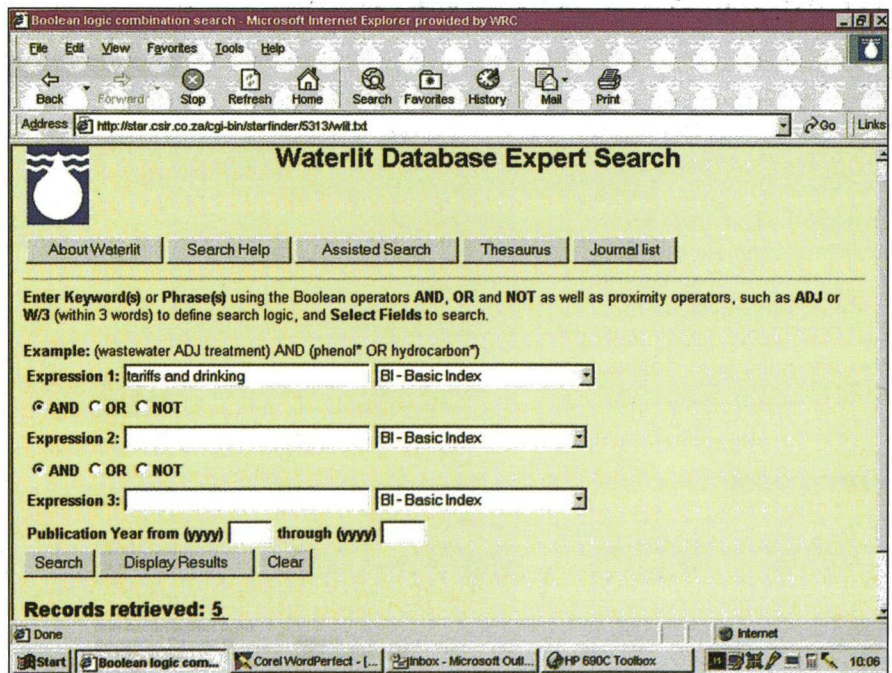 Boolean logic combination search - Microsoft Internet Explorer provided by WRC
File Edit View Favorites Tools Help
Back Forward Stop Refresh Home Search Favorites History Mail Print
Address http://star.csir.co.za/cgi-bin/starfinder/5313/wlit.txt Go Links
Waterlit Database Expert Search
About Waterlit Search Help Assisted Search Thesaurus Journal list
Enter Keyword(s) or Phrase(s) using the Boolean operators AND, OR and NOT as well as proximity operators, such as ADJ or
W/3 (within 3 words) to define search logic, and Select Fields to search.
Example: (wastewater ADJ treatment) AND (phenol* OR hydrocarbon*)
Expression 1: tariffs and drinking BI - Basic Index
AND OR NOT
Expression 2: BI - Basic Index
AND OR NOT
Expression 3: BI - Basic Index
Publication Year from (yyyy) through (yyyy)
Search Display Results Clear
Records retrieved: 5
Done Internet
Start Boolean logic com... Corel WordPerfect - [... Inbox - Microsoft Outl... HP 690C Toolbox 10:06